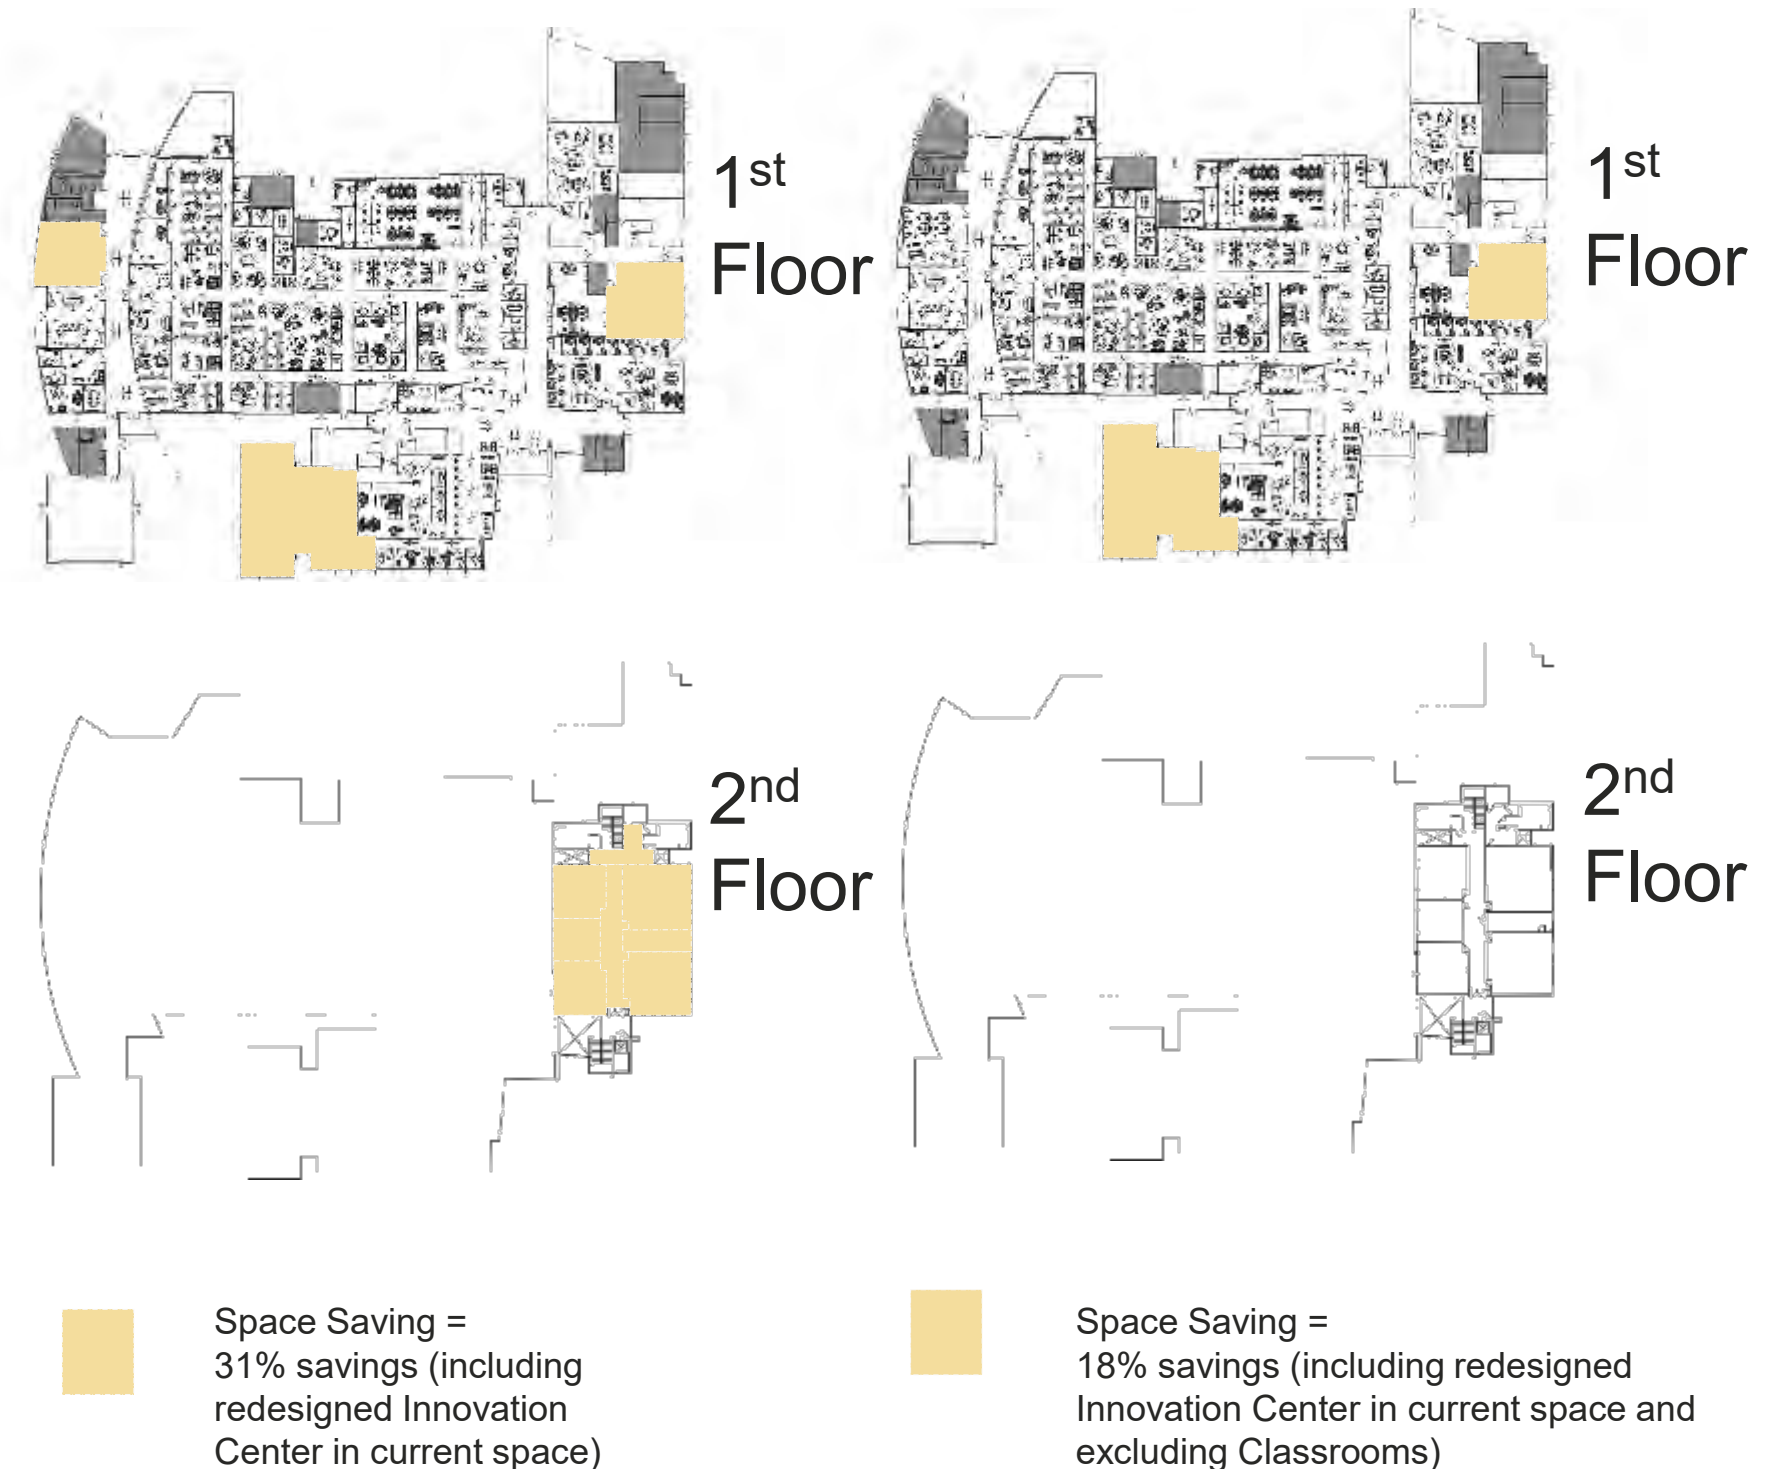 1st
Floor
1st
Floor
2nd
Floor
2nd
Floor
Space Saving =
31% savings (including
redesigned Innovation
Center in current space)
Space Saving =
18% savings (including redesigned
Innovation Center in current space and
excluding Classrooms)